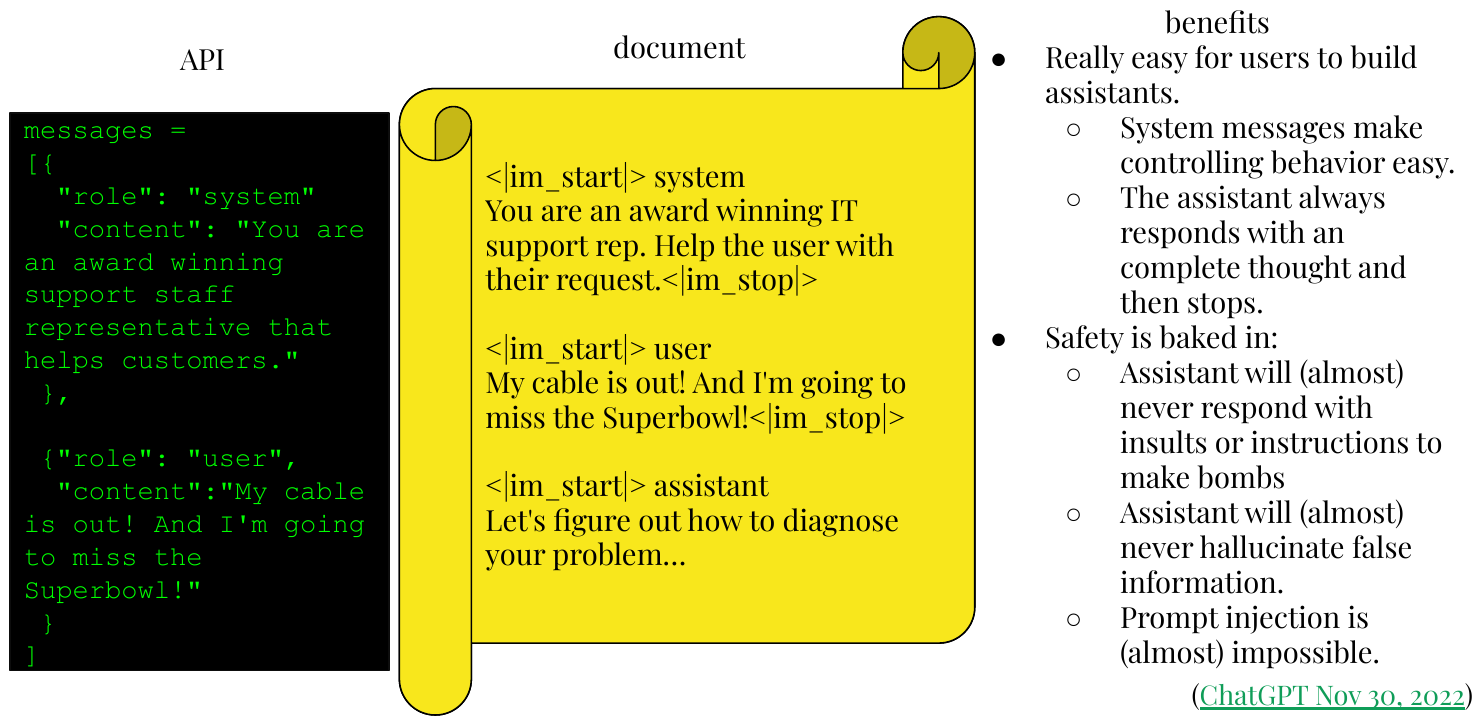 API
messages =
[{
"role": "system"
"content": "You are
an award winning
support staff
representative that
helps customers."
},
{"role": "user",
"content":"My cable
is out! And I'm going
to miss the
Superbowl!"
}
]
document
<|im_start|> system
You are an award winning IT
support rep. Help the user with
their request.<|im_stop|>
<|im_start|> user
My cable is out! And I'm going to
miss the Superbowl!<|im_stop|>
<|im_start|> assistant
Let's figure out how to diagnose
your problem...
benefits
● Really easy for users to build
assistants.
○ System messages make
controlling behavior easy.
○ The assistant always
responds with an
complete thought and
then stops.
● Safety is baked in:
○ Assistant will (almost)
never respond with
insults or instructions to
make bombs
○ Assistant will (almost)
never hallucinate false
information.
○ Prompt injection is
(almost) impossible.
(ChatGPT Nov 30, 2022)